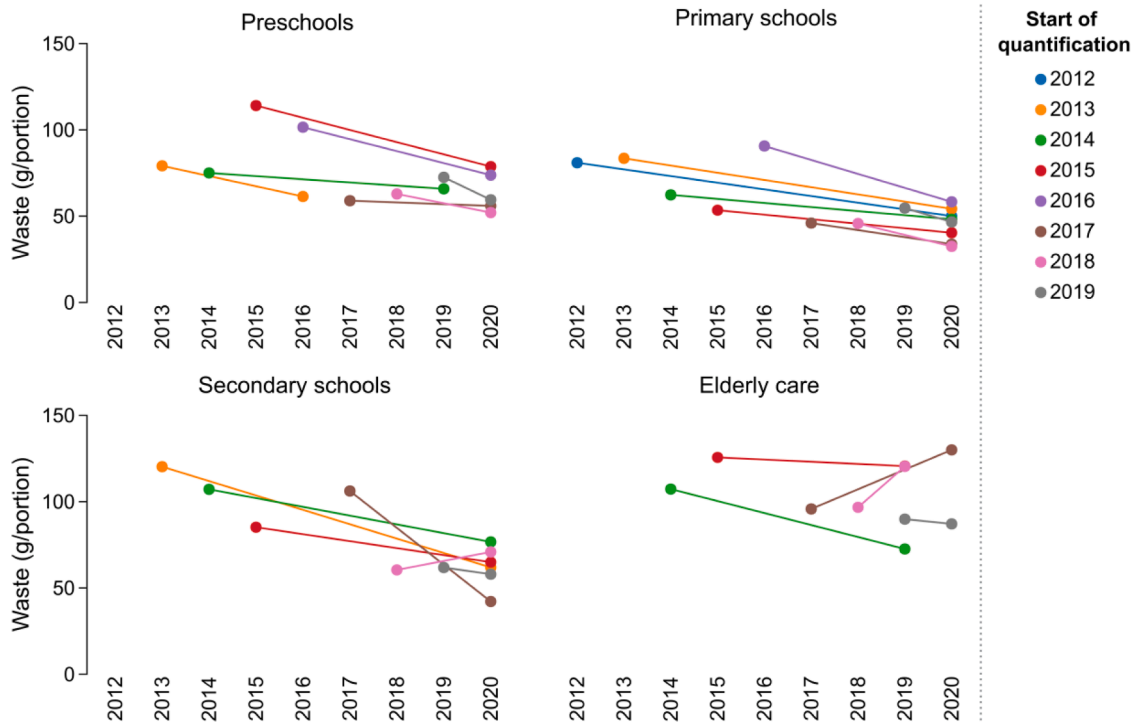 Preschools
Waste (g/portion)
150
100
50
0
2012 2013 2014 2015 2016 2017 2018 2019 2020
Primary schools
2012 2013 2014 2015 2016 2017 2018 2019 2020
Start of
quantification
2012
2013
2014
2015
2016
2017
2018
2019
Secondary schools
Waste (g/portion)
150
100
50
0
2012 2013 2014 2015 2016 2017 2018 2019 2020
Elderly care
2012 2013 2014 2015 2016 2017 2018 2019 2020